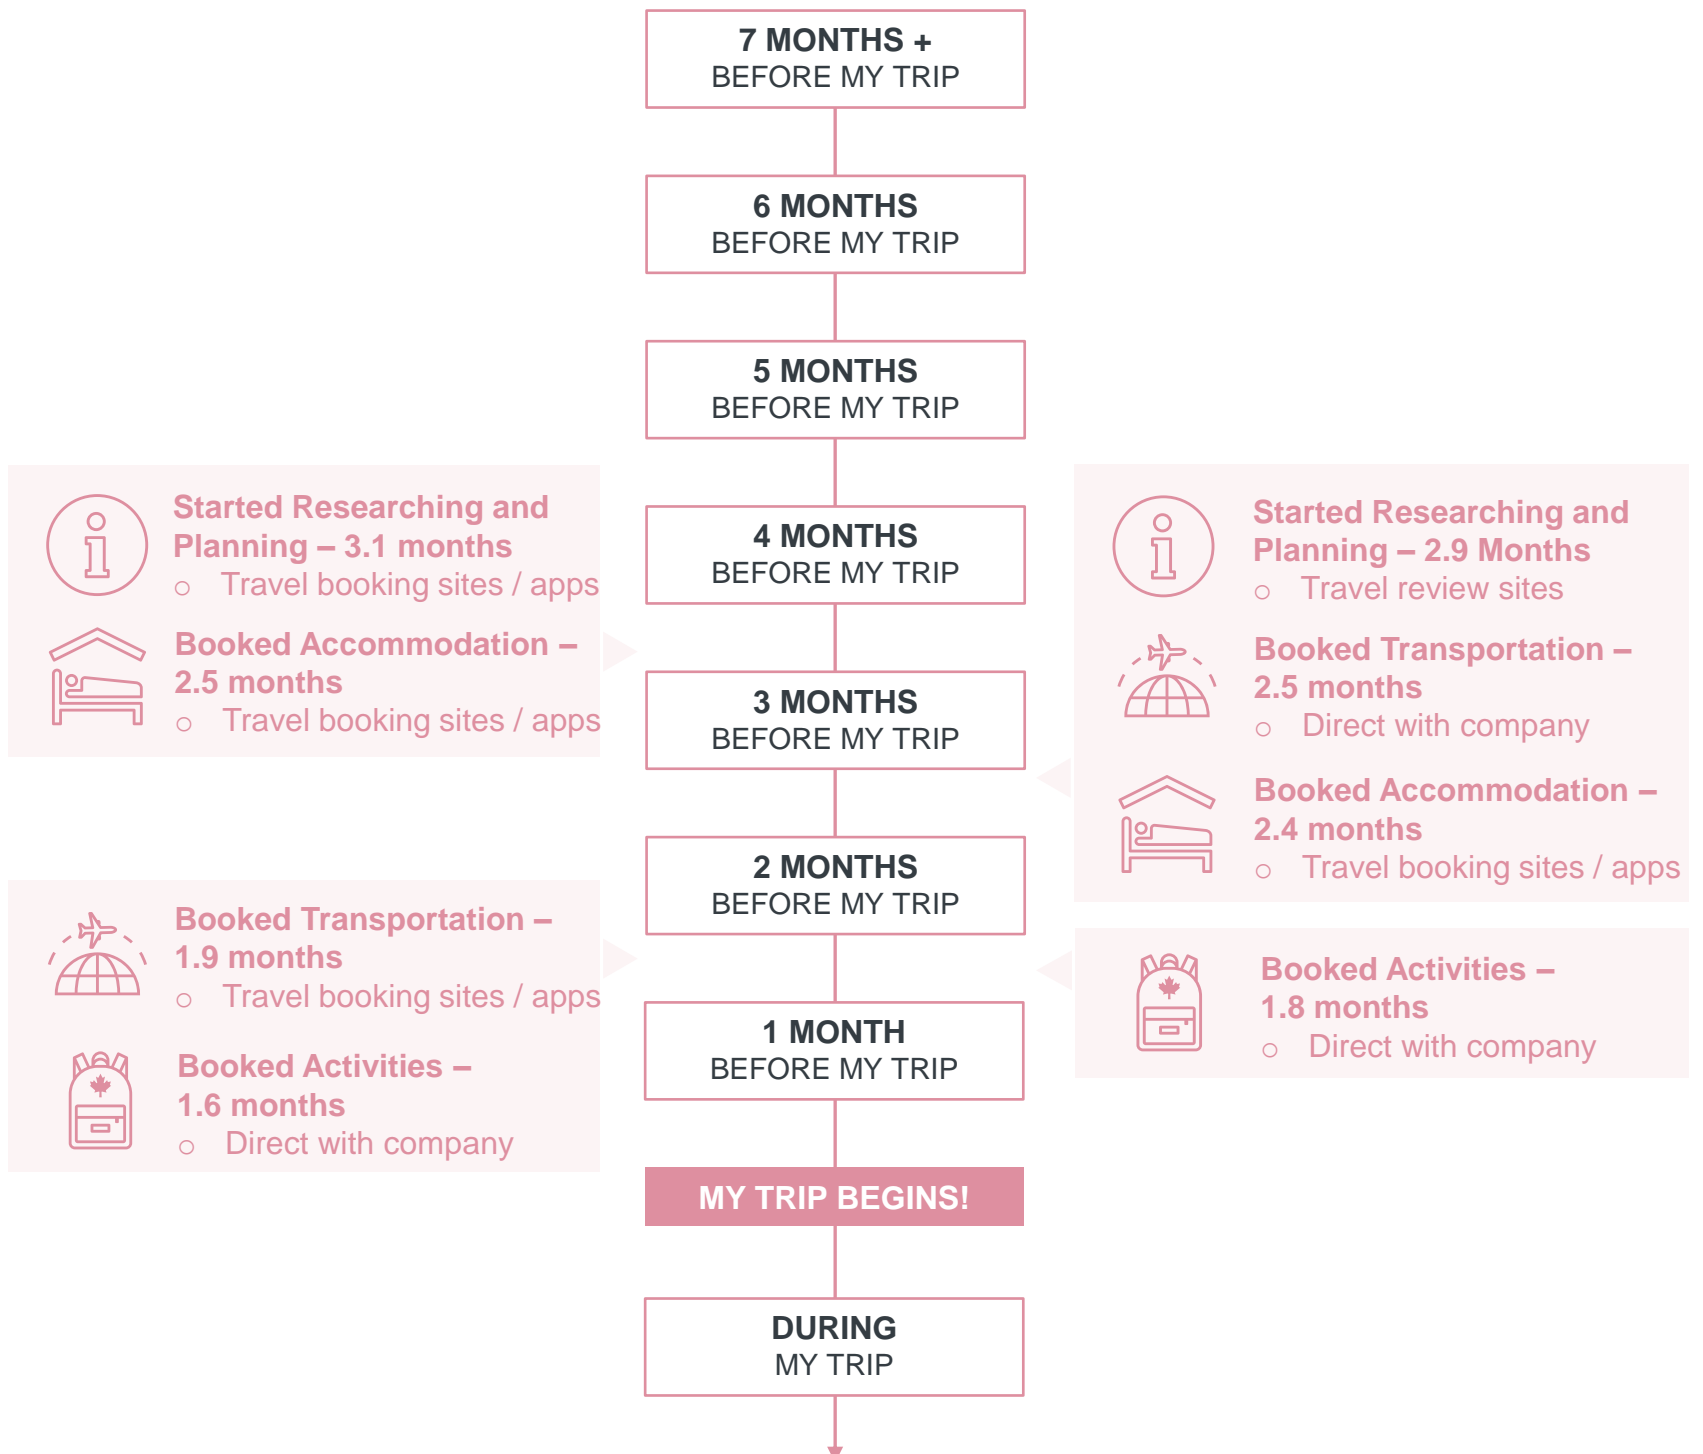 7 MONTHS +
BEFORE MY TRIP
6 MONTHS
BEFORE MY TRIP
5 MONTHS
BEFORE MY TRIP
4 MONTHS
BEFORE MY TRIP
3 MONTHS
BEFORE MY TRIP
2 MONTHS
BEFORE MY TRIP
1 MONTH
BEFORE MY TRIP
MY TRIP BEGINS!
DURING
MY TRIP
Started Researching and
Planning – 3.1 months
o Travel booking sites / apps
Booked Accommodation –
2.5 months
o Travel booking sites / apps
Booked Transportation –
1.9 months
o Travel booking sites / apps
Booked Activities –
1.6 months
o Direct with company
Started Researching and
Planning – 2.9 Months
o Travel review sites
Booked Transportation –
2.5 months
o Direct with company
Booked Accommodation –
2.4 months
o Travel booking sites / apps
Booked Activities –
1.8 months
o Direct with company